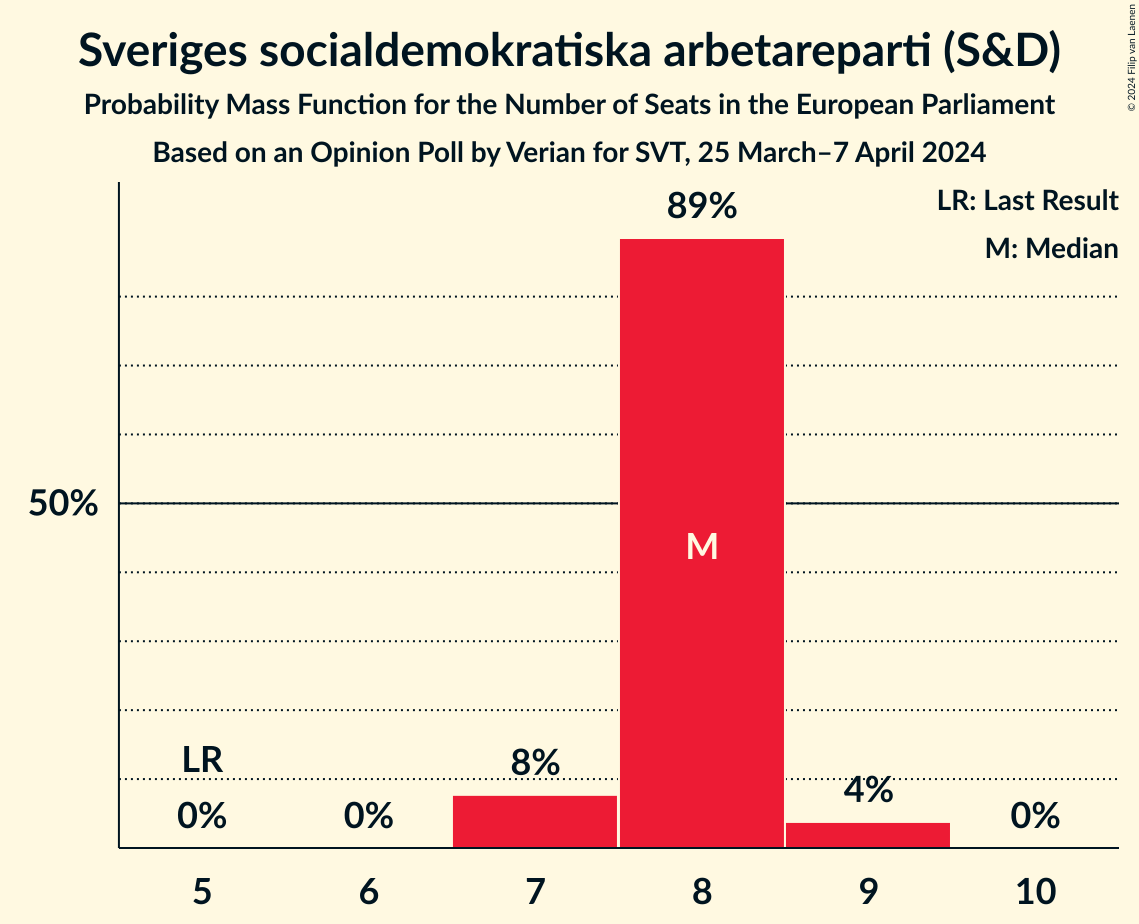 Sveriges socialdemokratiska arbetareparti (S&D)
Probability Mass Function for the Number of Seats in the European Parliament
Based on an Opinion Poll by Verian for SVT, 25 March–7 April 2024
© 2024 Filip van Laenen
LR: Last Result
M: Median
89%
50%
M
LR
0%
0%
8%
4%
0%
5
6
7
8
9
10